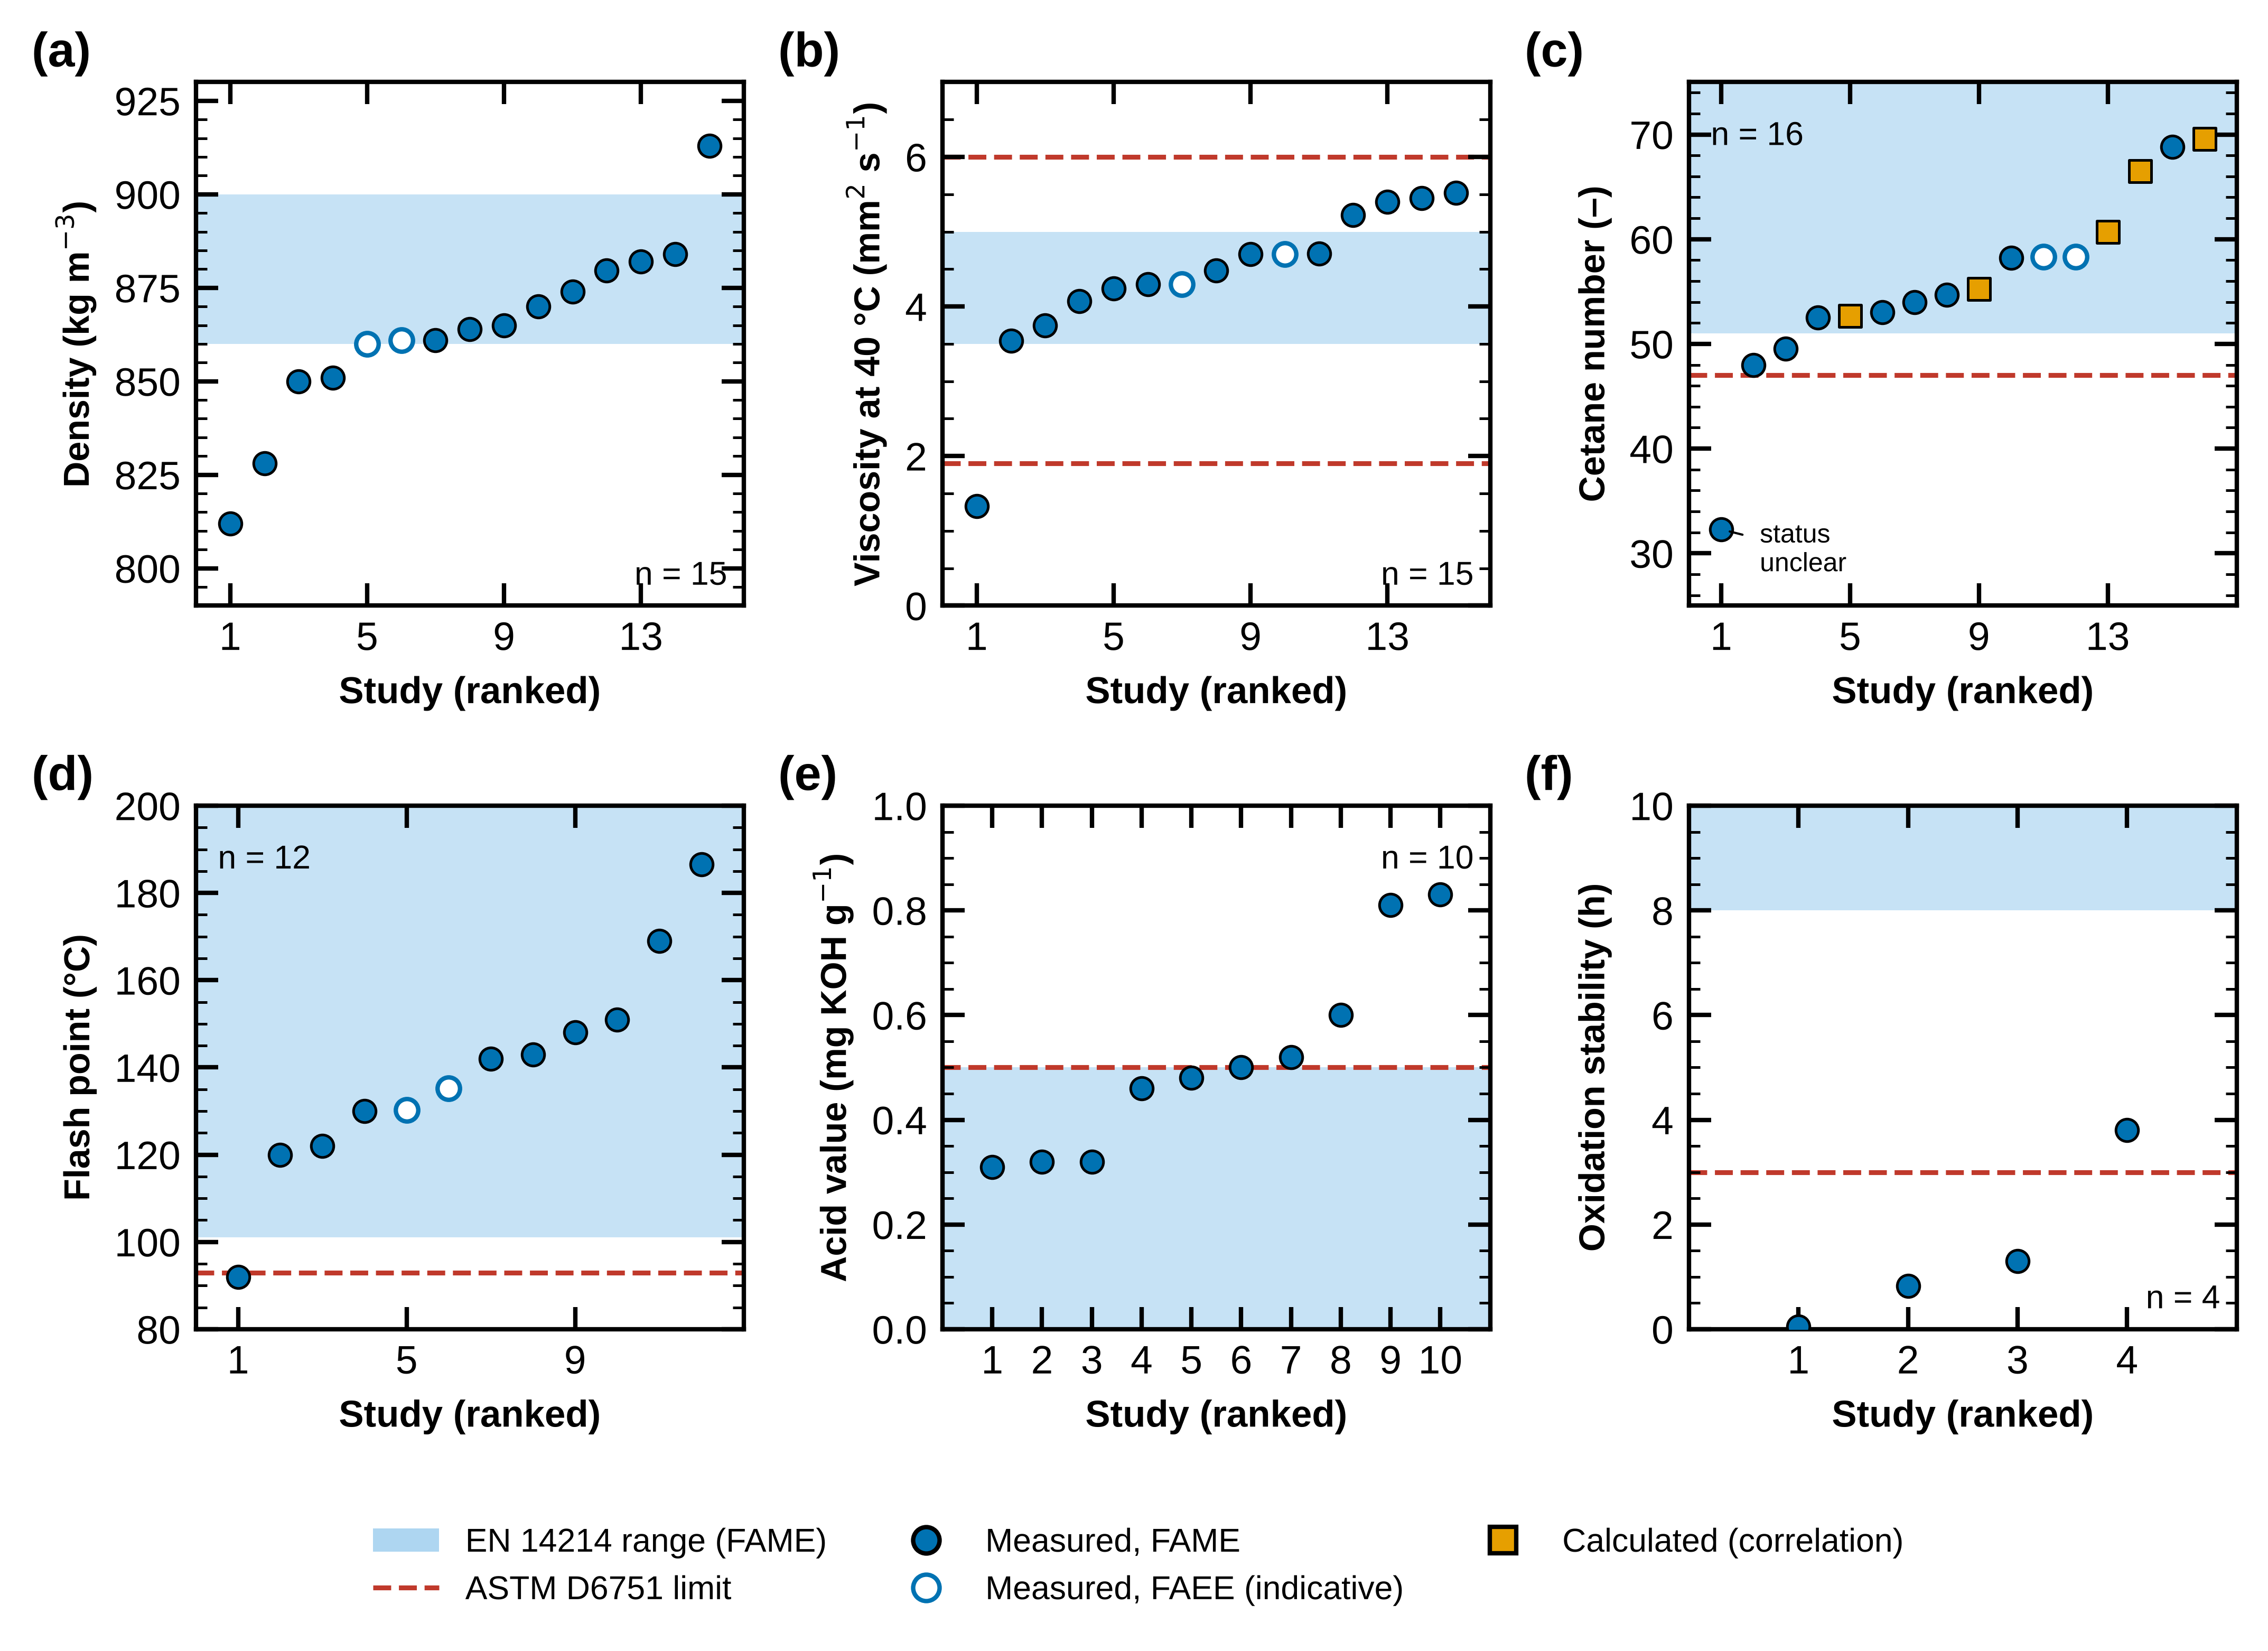 (a)
Density (kg m⁻³)
925
900
875
850
825
800
n = 15
1 5 9 13
Study (ranked)
(b)
Viscosity at 40 °C (mm² s⁻¹)
6
4
2
0
n = 15
1 5 9 13
Study (ranked)
(c)
Cetane number (–)
70
60
50
40
30
n = 16
status
unclear
1 5 9 13
Study (ranked)
(d)
Flash point (°C)
200
180
160
140
120
100
80
n = 12
1 5 9
Study (ranked)
(e)
Acid value (mg KOH g⁻¹)
1.0
0.8
0.6
0.4
0.2
0.0
n = 10
1 2 3 4 5 6 7 8 9 10
Study (ranked)
(f)
Oxidation stability (h)
10
8
6
4
2
0
n = 4
1 2 3 4
Study (ranked)
EN 14214 range (FAME)
ASTM D6751 limit
Measured, FAME
Measured, FAEE (indicative)
Calculated (correlation)